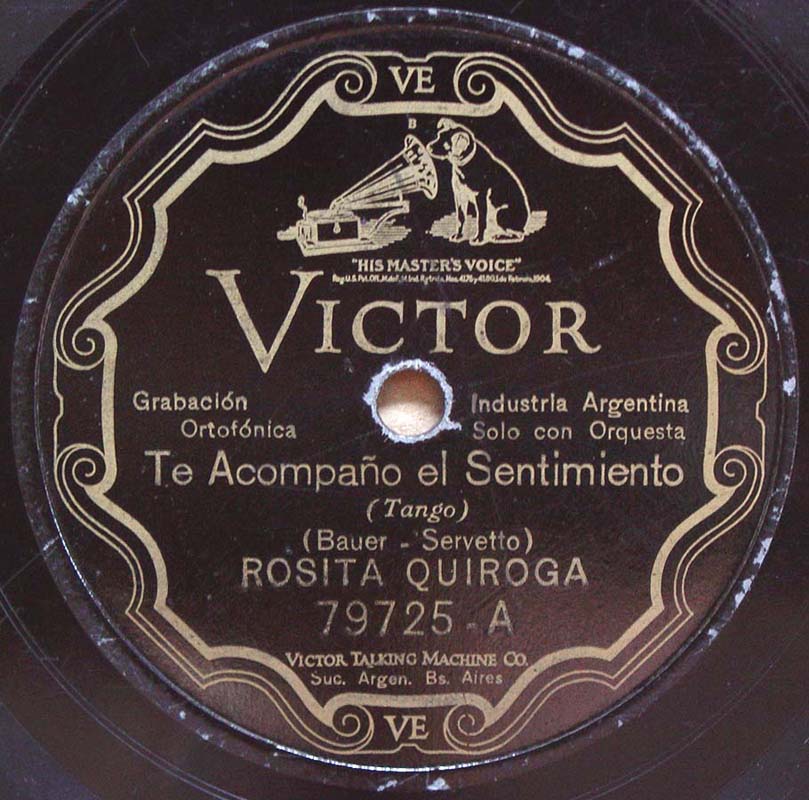 VE
B
"HIS MASTER'S VOICE"
VICTOR
Grabación
Ortofónica
Industria Argentina
Solo con Orquesta
Te Acompaño el Sentimiento
(Tango)
(Bauer - Servetto)
ROSITA QUIROGA
79725 - A
VICTOR TALKING MACHINE CO.
Suc. Argen. Bs. Aires
VE